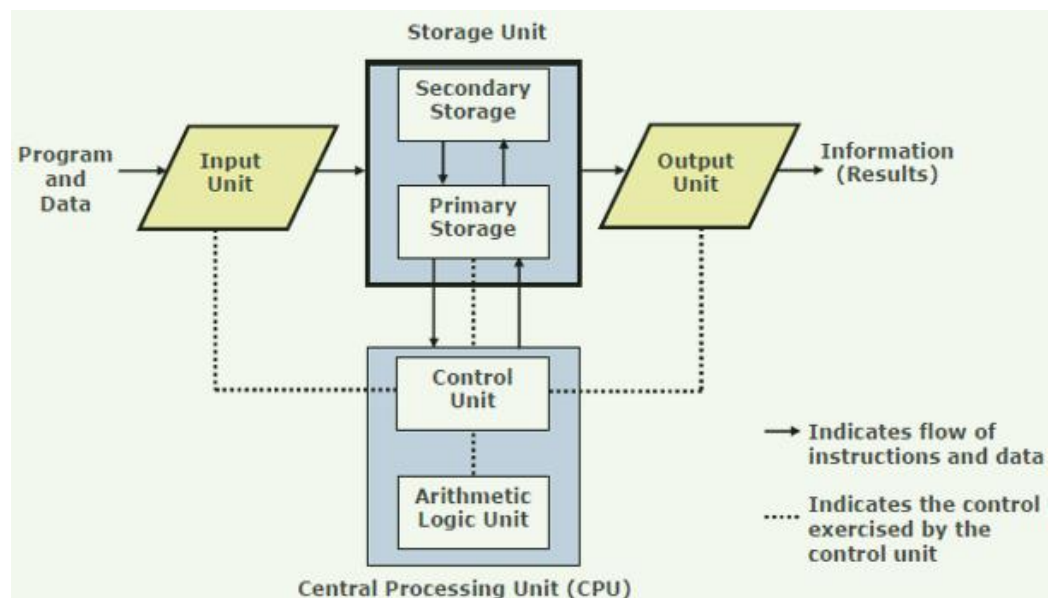 Storage Unit
Secondary
Storage
Program
and
Data
Input
Unit
Primary
Storage
Output
Unit
Information
(Results)
Control
Unit
Arithmetic
Logic Unit
Central Processing Unit (CPU)
Indicates flow of
instructions and data
Indicates the control
exercised by the
control unit